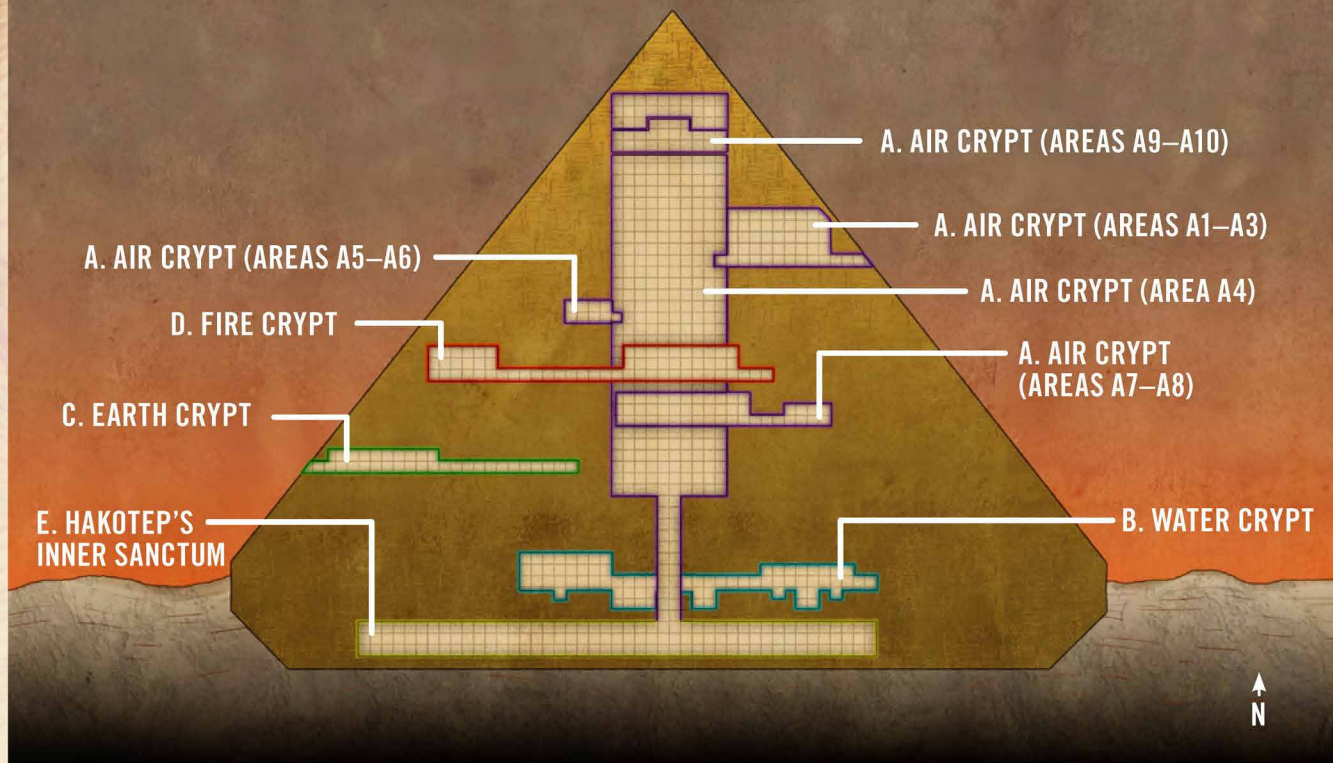 A. AIR CRYPT (AREAS A9–A10)
A. AIR CRYPT (AREAS A1–A3)
A. AIR CRYPT (AREAS A5–A6)
A. AIR CRYPT (AREA A4)
D. FIRE CRYPT
A. AIR CRYPT
(AREAS A7–A8)
C. EARTH CRYPT
E. HAKOTEP'S
INNER SANCTUM
B. WATER CRYPT
N